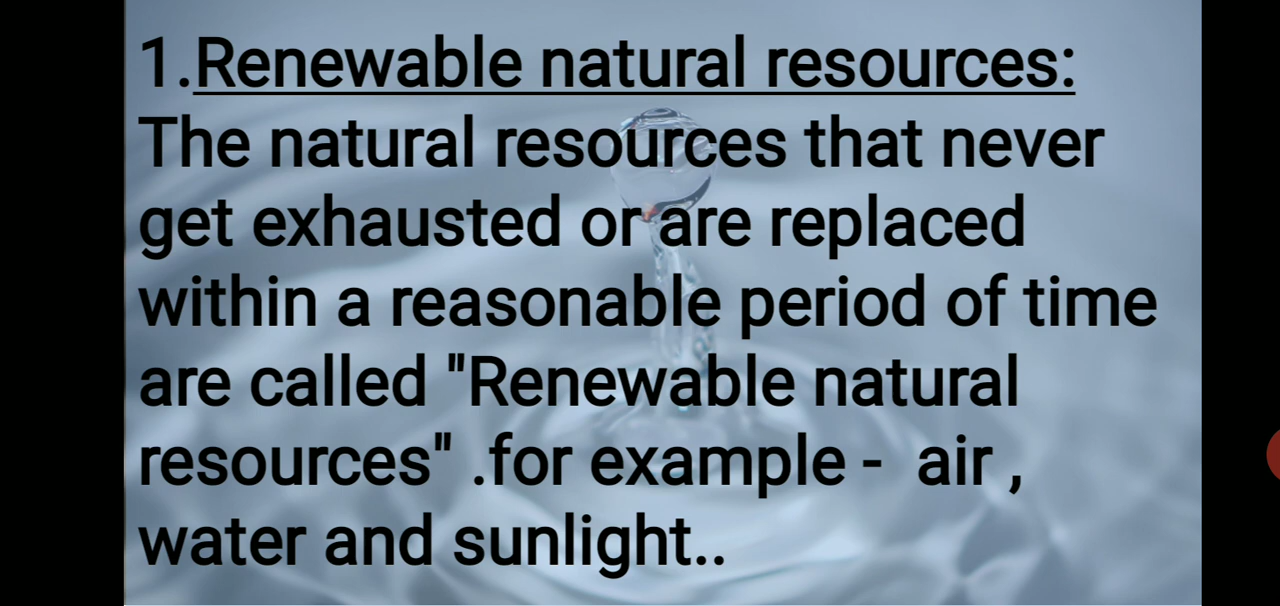 1.Renewable natural resources:
The natural resources that never
get exhausted or are replaced
within a reasonable period of time
are called "Renewable natural
resources" .for example -  air ,
water and sunlight..